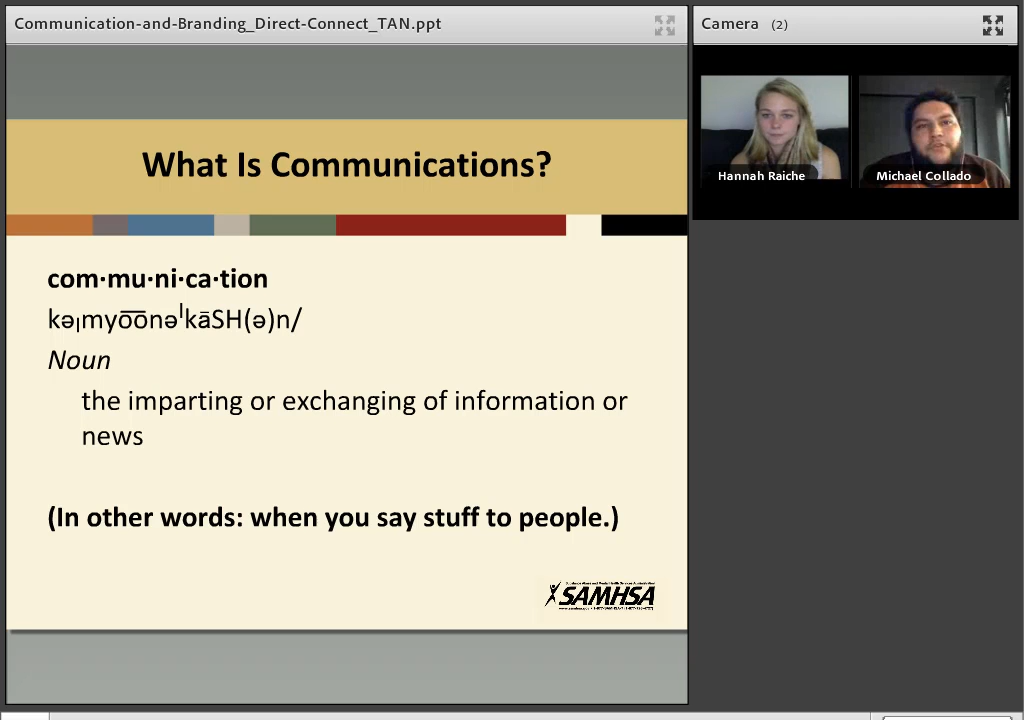 Communication-and-Branding_Direct-Connect_TAN.ppt
Camera (2)
Hannah Raiche
Michael Collado
What Is Communications?
com·mu·ni·ca·tion
kəˌmyo͞onəˈkāSH(ə)n/
Noun
the imparting or exchanging of information or
news
(In other words: when you say stuff to people.)
SAMHSA